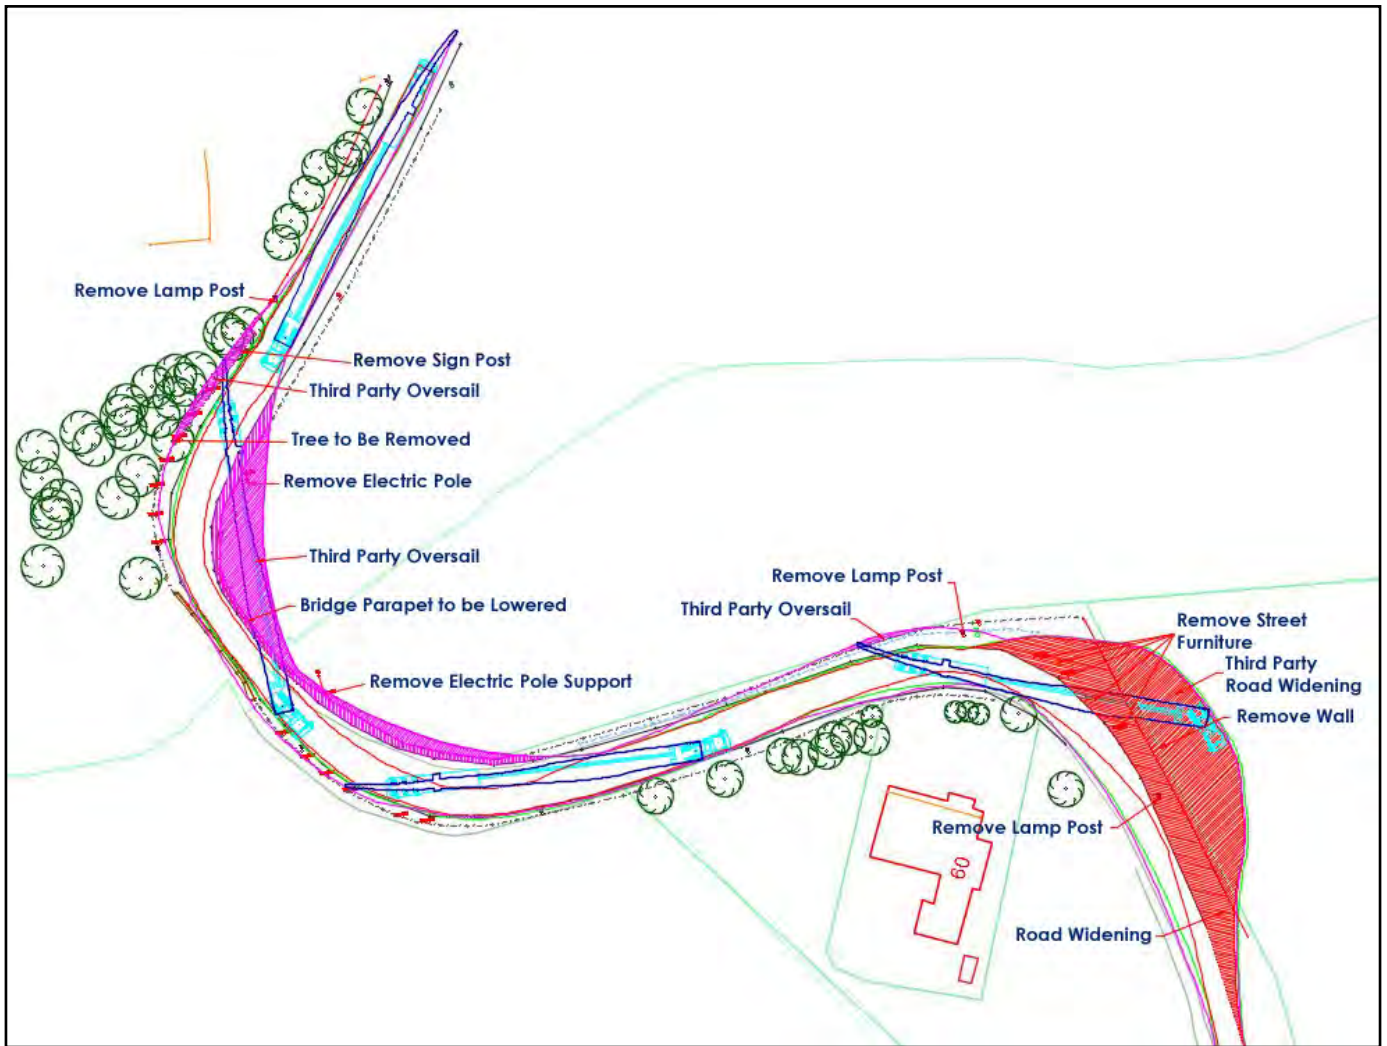 Remove Lamp Post
Remove Sign Post
Third Party Oversail
Tree to Be Removed
Remove Electric Pole
Third Party Oversail
Bridge Parapet to be Lowered
Remove Electric Pole Support
Remove Lamp Post
Third Party Oversail
Remove Street
Furniture
Third Party
Road Widening
Remove Wall
Remove Lamp Post
60
Road Widening